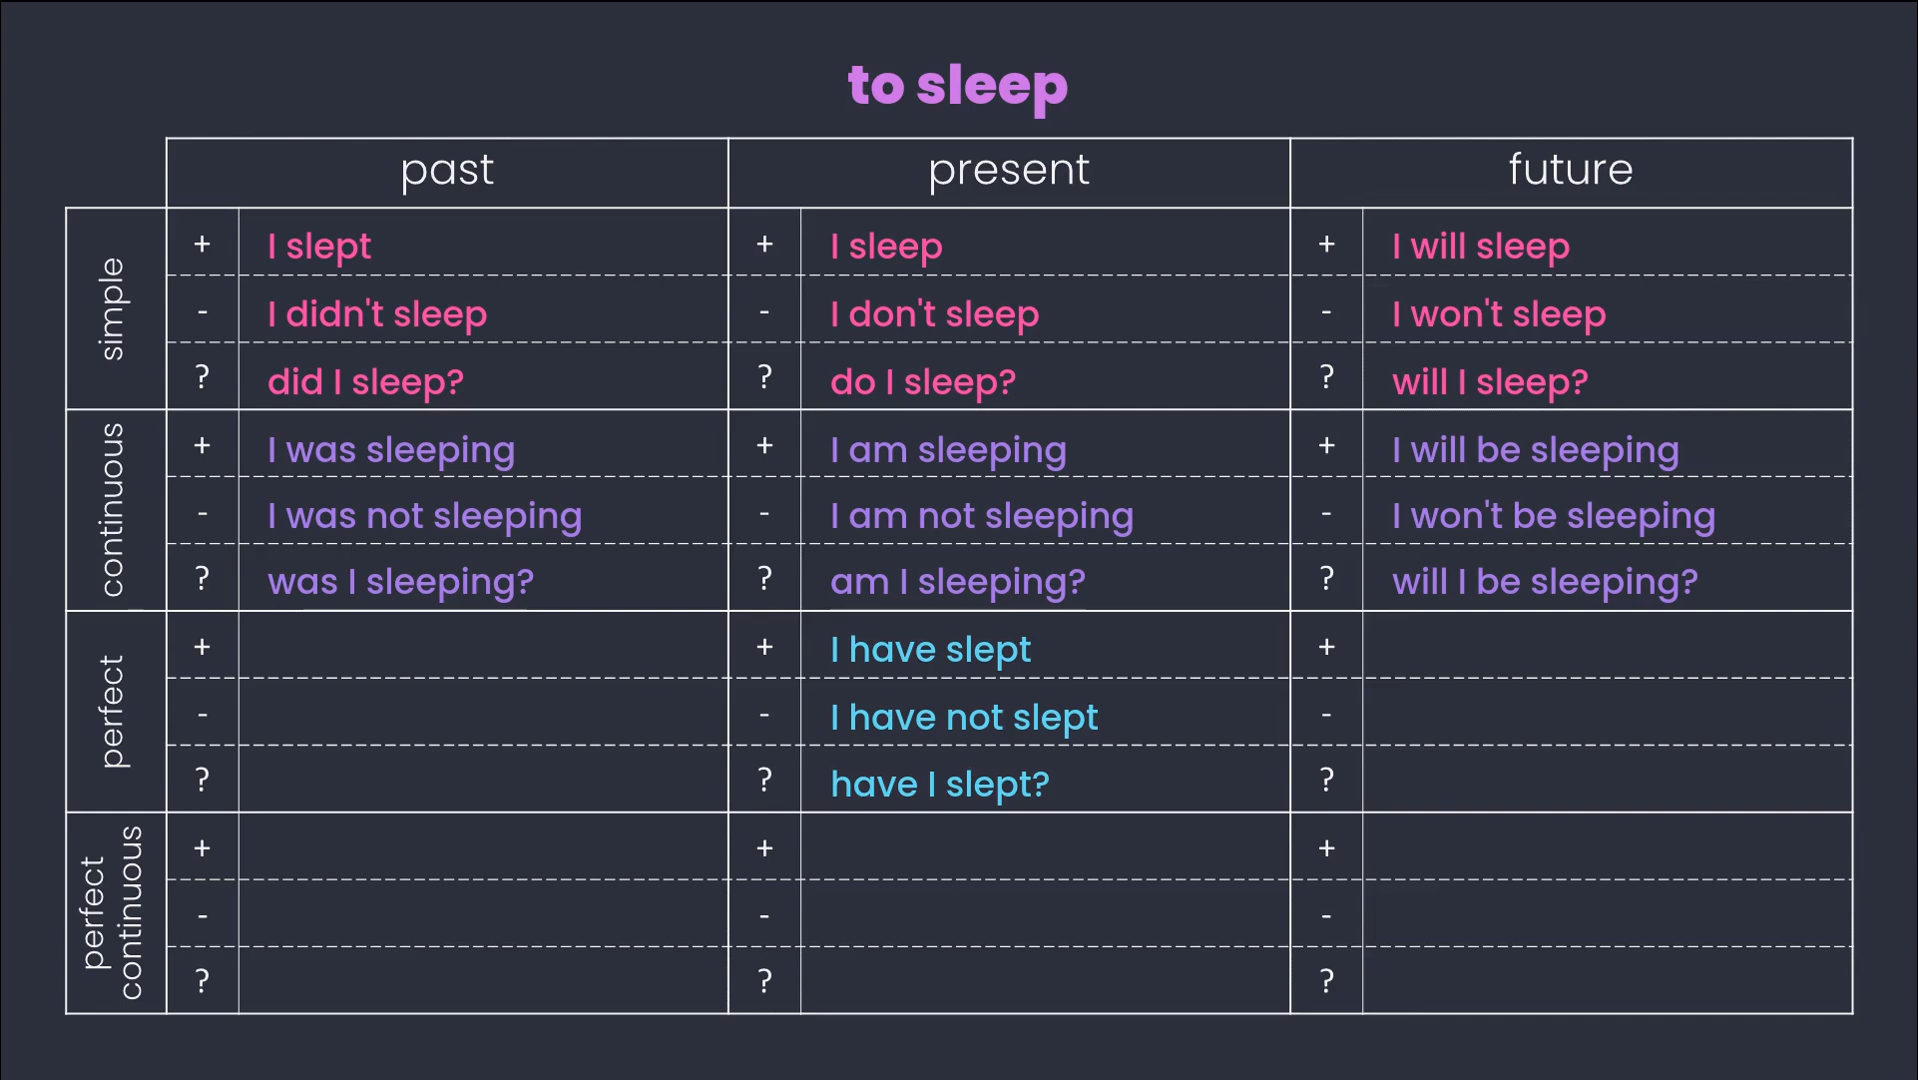 to sleep
past present future
simple
+ I slept + I sleep + I will sleep
- I didn't sleep - I don't sleep - I won't sleep
? did I sleep? ? do I sleep? ? will I sleep?
continuous
+ I was sleeping + I am sleeping + I will be sleeping
- I was not sleeping - I am not sleeping - I won't be sleeping
? was I sleeping? ? am I sleeping? ? will I be sleeping?
perfect
+ + I have slept +
- - I have not slept -
? ? have I slept? ?
perfect
continuous
+ + +
- - -
? ? ?